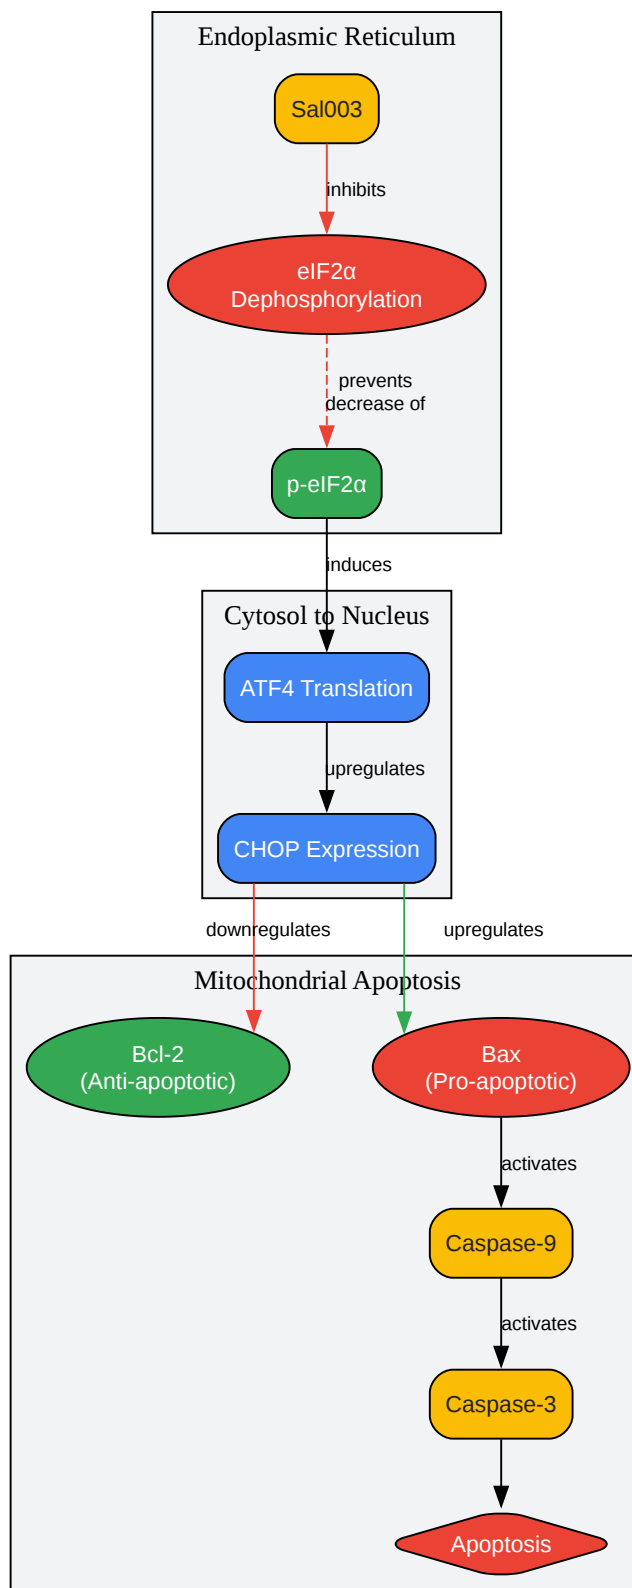 Endoplasmic Reticulum
Sal003
inhibits
eIF2α
Dephosphorylation
prevents
decrease of
p-eIF2α
induces
Cytosol to Nucleus
ATF4 Translation
upregulates
CHOP Expression
downregulates
upregulates
Mitochondrial Apoptosis
Bcl-2
(Anti-apoptotic)
Bax
(Pro-apoptotic)
activates
Caspase-9
activates
Caspase-3
Apoptosis